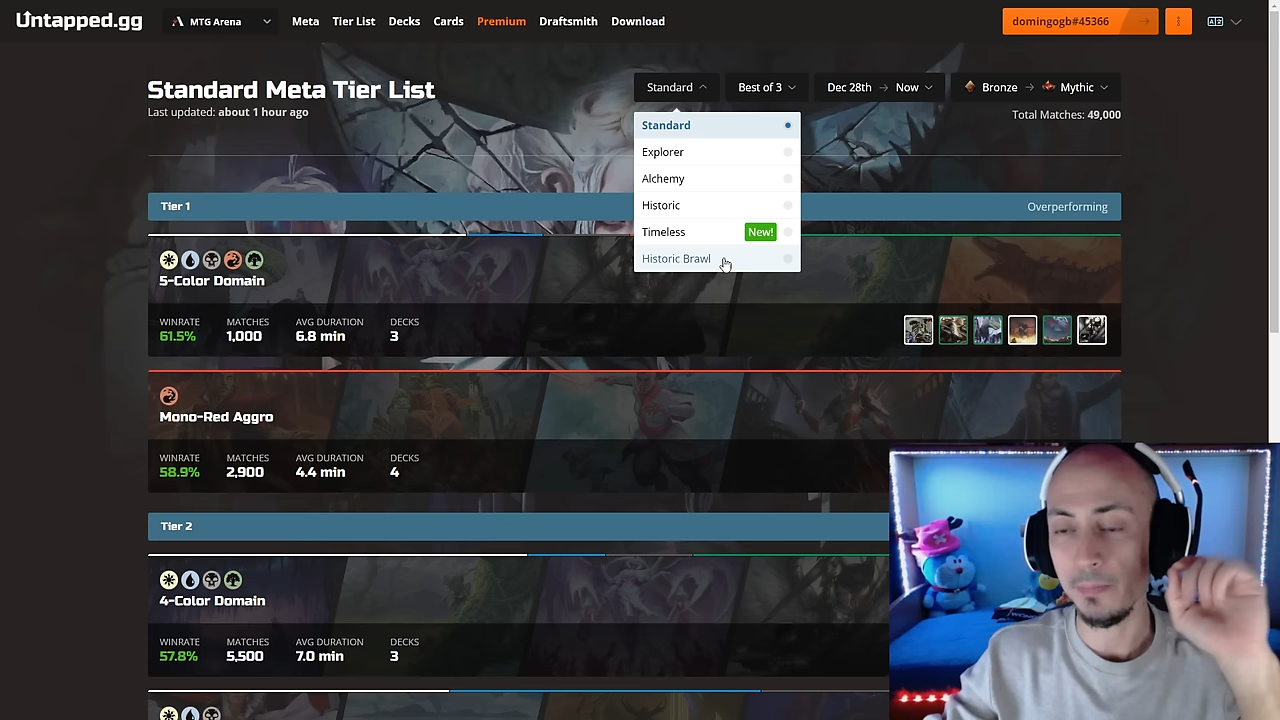 Untapped.gg
MTG Arena
Meta
Tier List
Decks
Cards
Premium
Draftsmith
Download
domingogb#45366
Standard Meta Tier List
Last updated: about 1 hour ago
Standard
Best of 3
Dec 28th → Now
Bronze → Mythic
Total Matches: 49,000
Standard
Explorer
Alchemy
Historic
Timeless New!
Historic Brawl
Tier 1
Overperforming
5-Color Domain
WINRATE MATCHES AVG DURATION DECKS
61.5% 1,000 6.8 min 3
Mono-Red Aggro
WINRATE MATCHES AVG DURATION DECKS
58.9% 2,900 4.4 min 4
Tier 2
4-Color Domain
WINRATE MATCHES AVG DURATION DECKS
57.8% 5,500 7.0 min 3